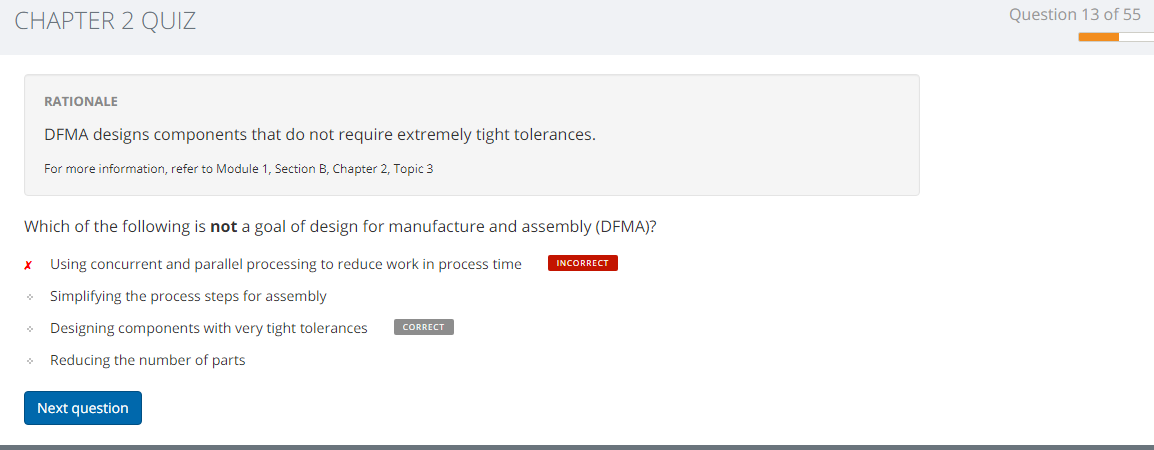 CHAPTER 2 QUIZ
Question 13 of 55
RATIONALE
DFMA designs components that do not require extremely tight tolerances.
For more information, refer to Module 1, Section B, Chapter 2, Topic 3
Which of the following is not a goal of design for manufacture and assembly (DFMA)?
✗ Using concurrent and parallel processing to reduce work in process time INCORRECT
Simplifying the process steps for assembly
Designing components with very tight tolerances CORRECT
Reducing the number of parts
Next question